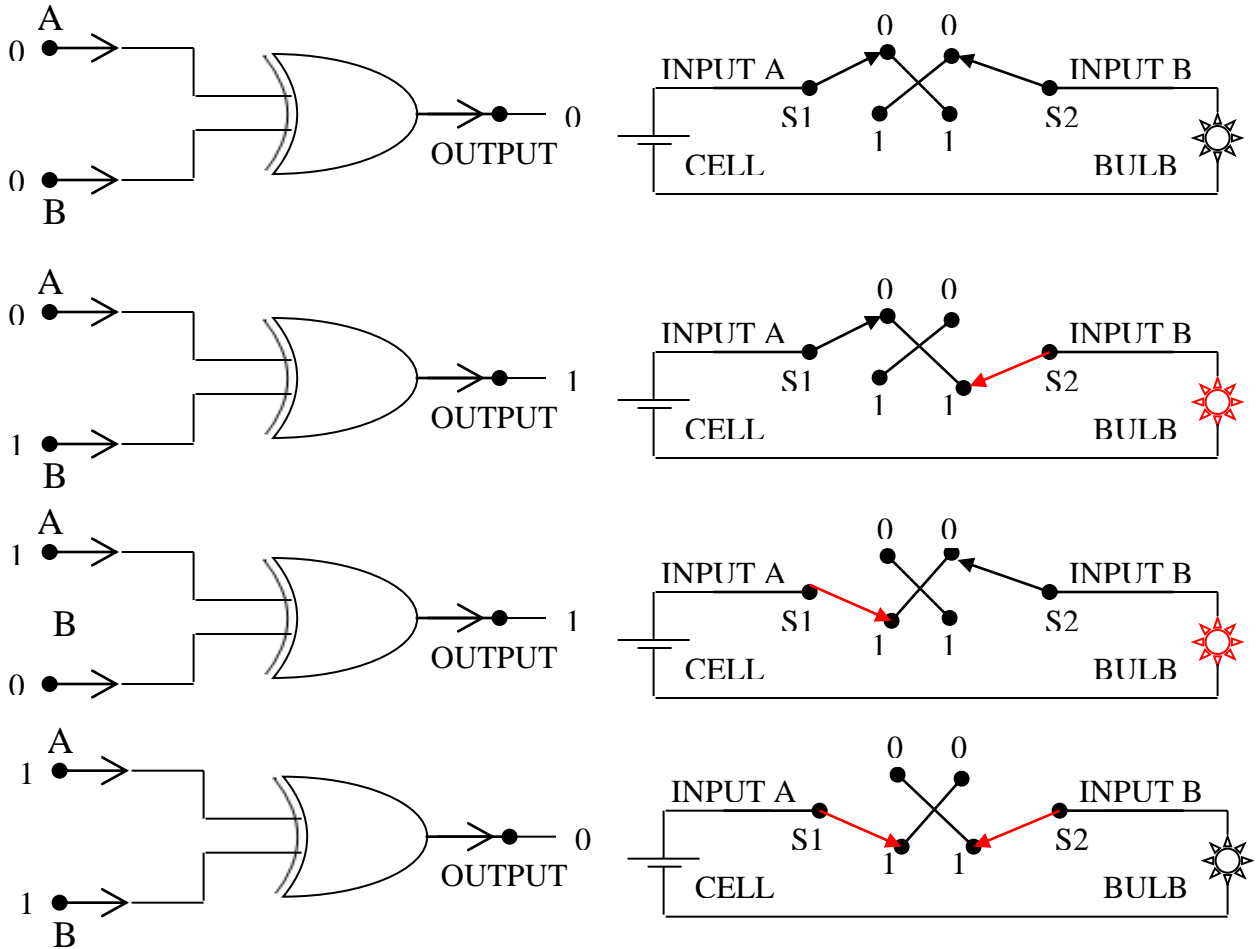 A
0
0
OUTPUT
0
B
0 0
INPUT A INPUT B
S1 S2
1 1
CELL BULB
A
0
1
OUTPUT
1
B
0 0
INPUT A INPUT B
S1 S2
1 1
CELL BULB
A
1
B
1
OUTPUT
0
0 0
INPUT A INPUT B
S1 S2
1 1
CELL BULB
A
1
0
OUTPUT
1
B
0 0
INPUT A INPUT B
S1 S2
1 1
CELL BULB